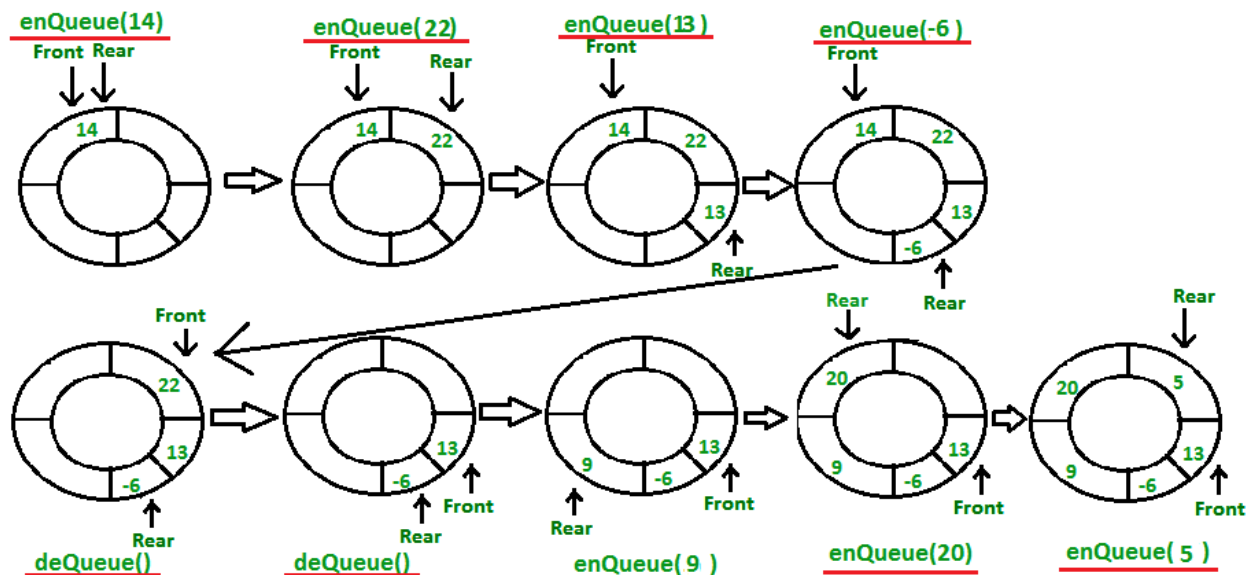 enQueue(14)
enQueue(22)
enQueue(13)
enQueue(-6)
Front Rear
Front
Rear
Front
Front
14
14
22
14
22
14
22
13
13
-6
Rear
Rear
Front
Rear
Rear
22
20
20
5
13
-6
13
-6
9
-6
13
9
-6
13
9
-6
13
Rear
Front
Rear
Rear
Front
Front
Front
deQueue()
deQueue()
enQueue(9)
enQueue(20)
enQueue(5)